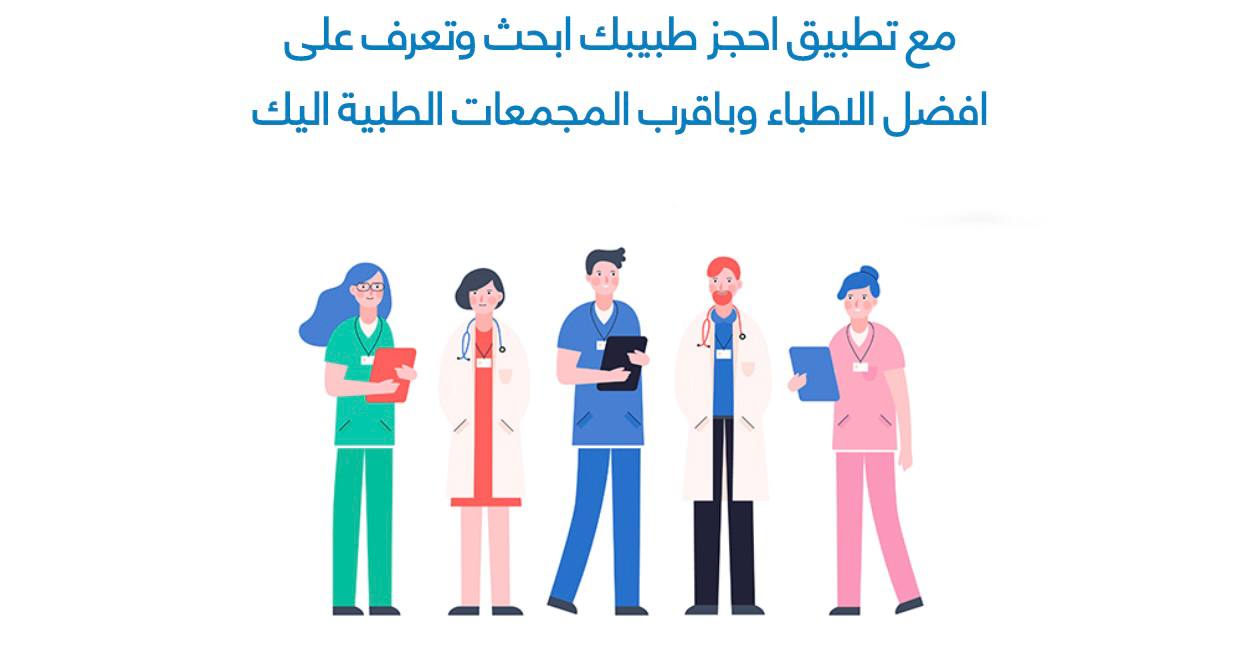 مع تطبيق احجز طبيبك ابحث وتعرف على
افضل الاطباء وباقرب المجمعات الطبية اليك